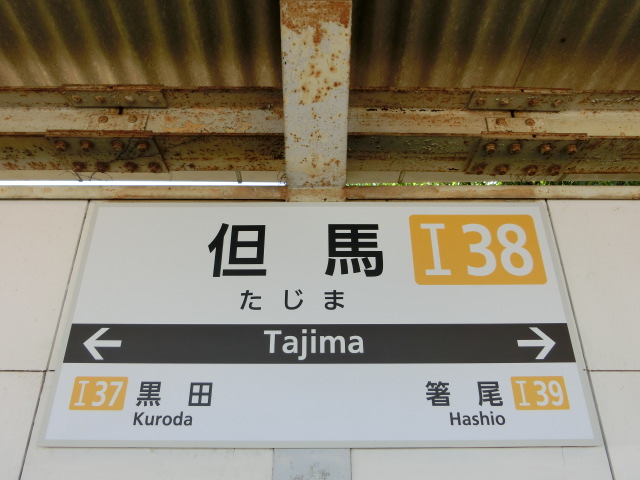 但馬 I38
たじま
← Tajima →
I37 黒田 箸尾 I39
Kuroda Hashio